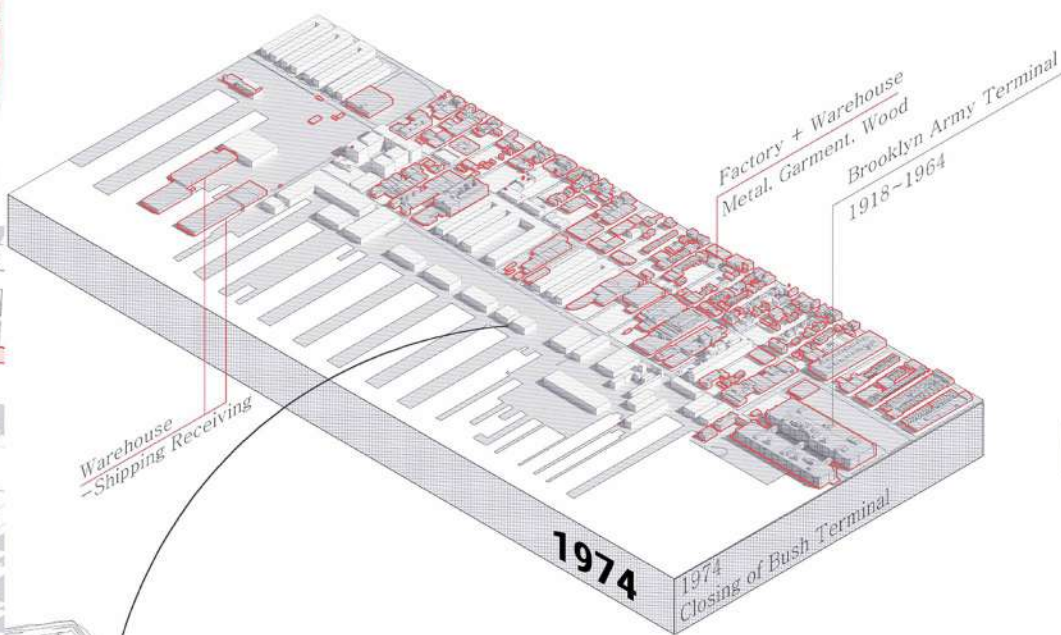 Factory + Warehouse
Metal, Garment, Wood
Brooklyn Army Terminal
1918-1964
Warehouse
-Shipping Receiving
1974
1974
Closing of Bush Terminal